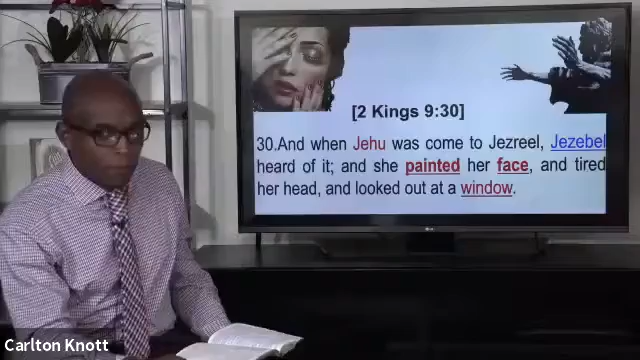 [2 Kings 9:30]
30.And when Jehu was come to Jezreel, Jezebel
heard of it; and she painted her face, and tired
her head, and looked out at a window.
LG
Carlton Knott